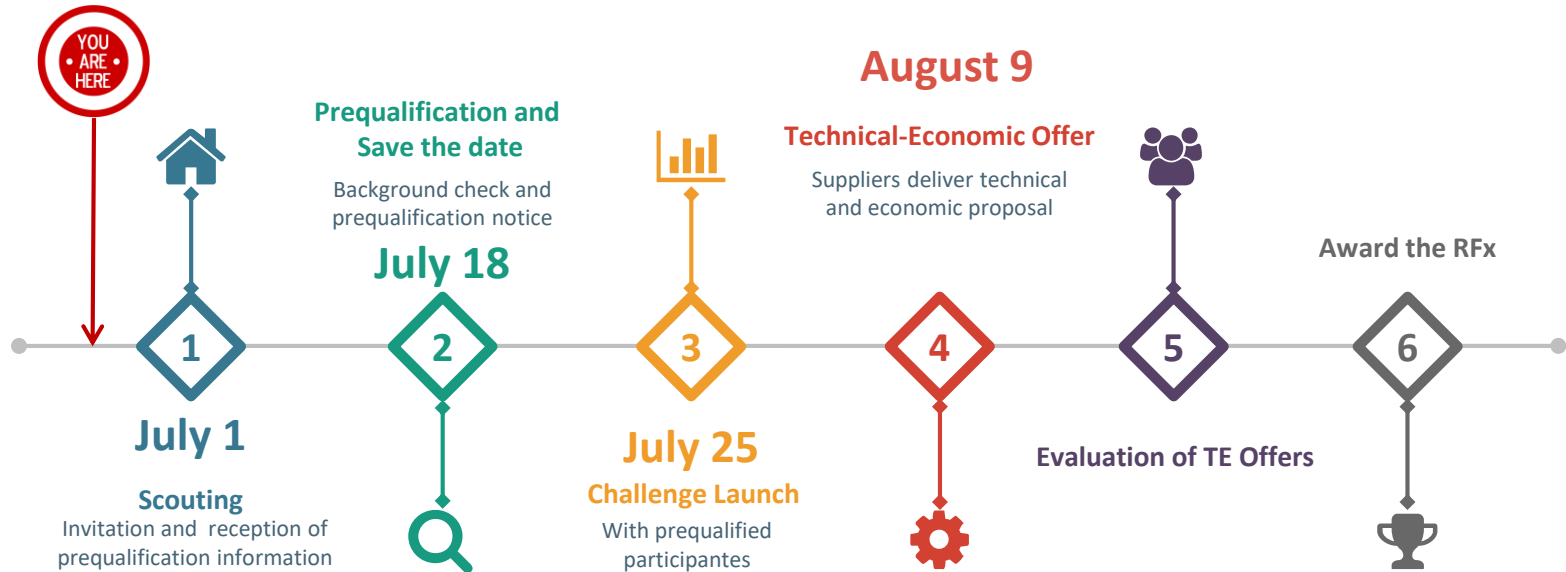 YOU
• ARE •
HERE
1
July 1
Scouting
Invitation and reception of
prequalification information
Prequalification and
Save the date
Background check and
prequalification notice
July 18
2
3
July 25
Challenge Launch
With prequalified
participantes
August 9
Technical-Economic Offer
Suppliers deliver technical
and economic proposal
4
5
Evaluation of TE Offers
Award the RFx
6